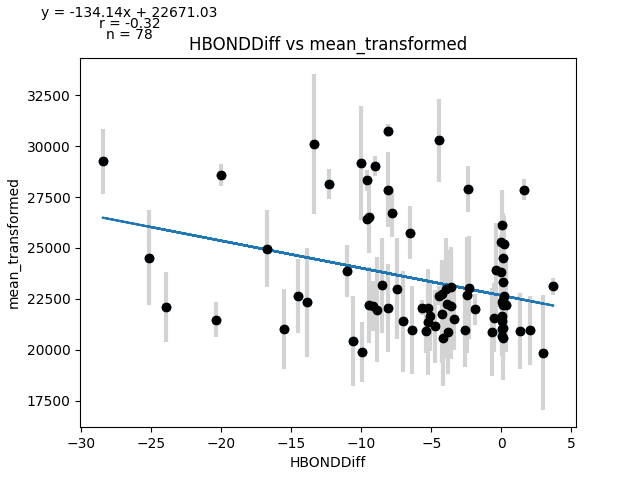 y = -134.14x + 22671.03
r = -0.32
n = 78
HBONDDiff vs mean_transformed
mean_transformed
32500
30000
27500
25000
22500
20000
17500
−30 −25 −20 −15 −10 −5 0 5
HBONDDiff